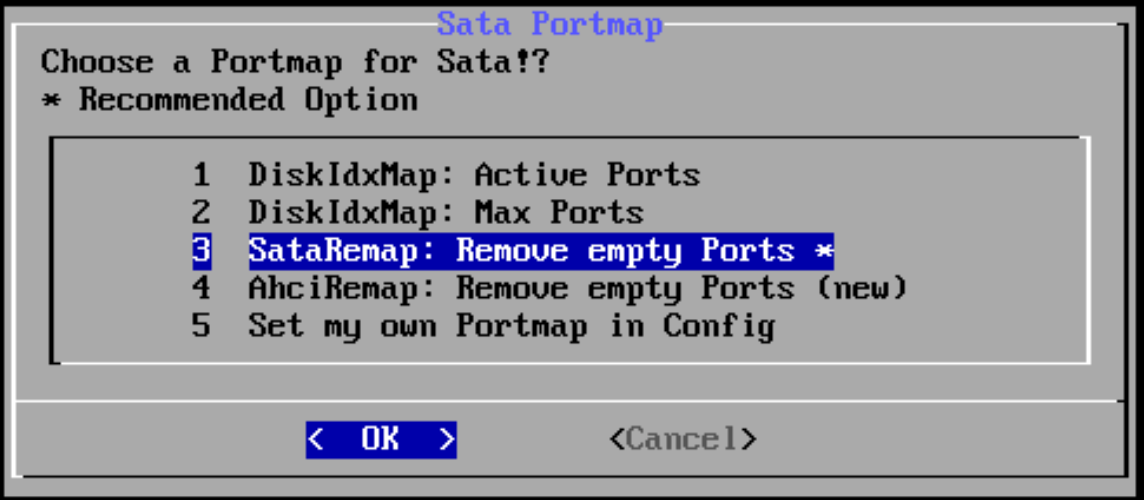 Sata Portmap
Choose a Portmap for Sata!?
* Recommended Option
1 DiskIdxMap: Active Ports
2 DiskIdxMap: Max Ports
3 SataRemap: Remove empty Ports *
4 AhciRemap: Remove empty Ports (new)
5 Set my own Portmap in Config
< OK > <Cancel>